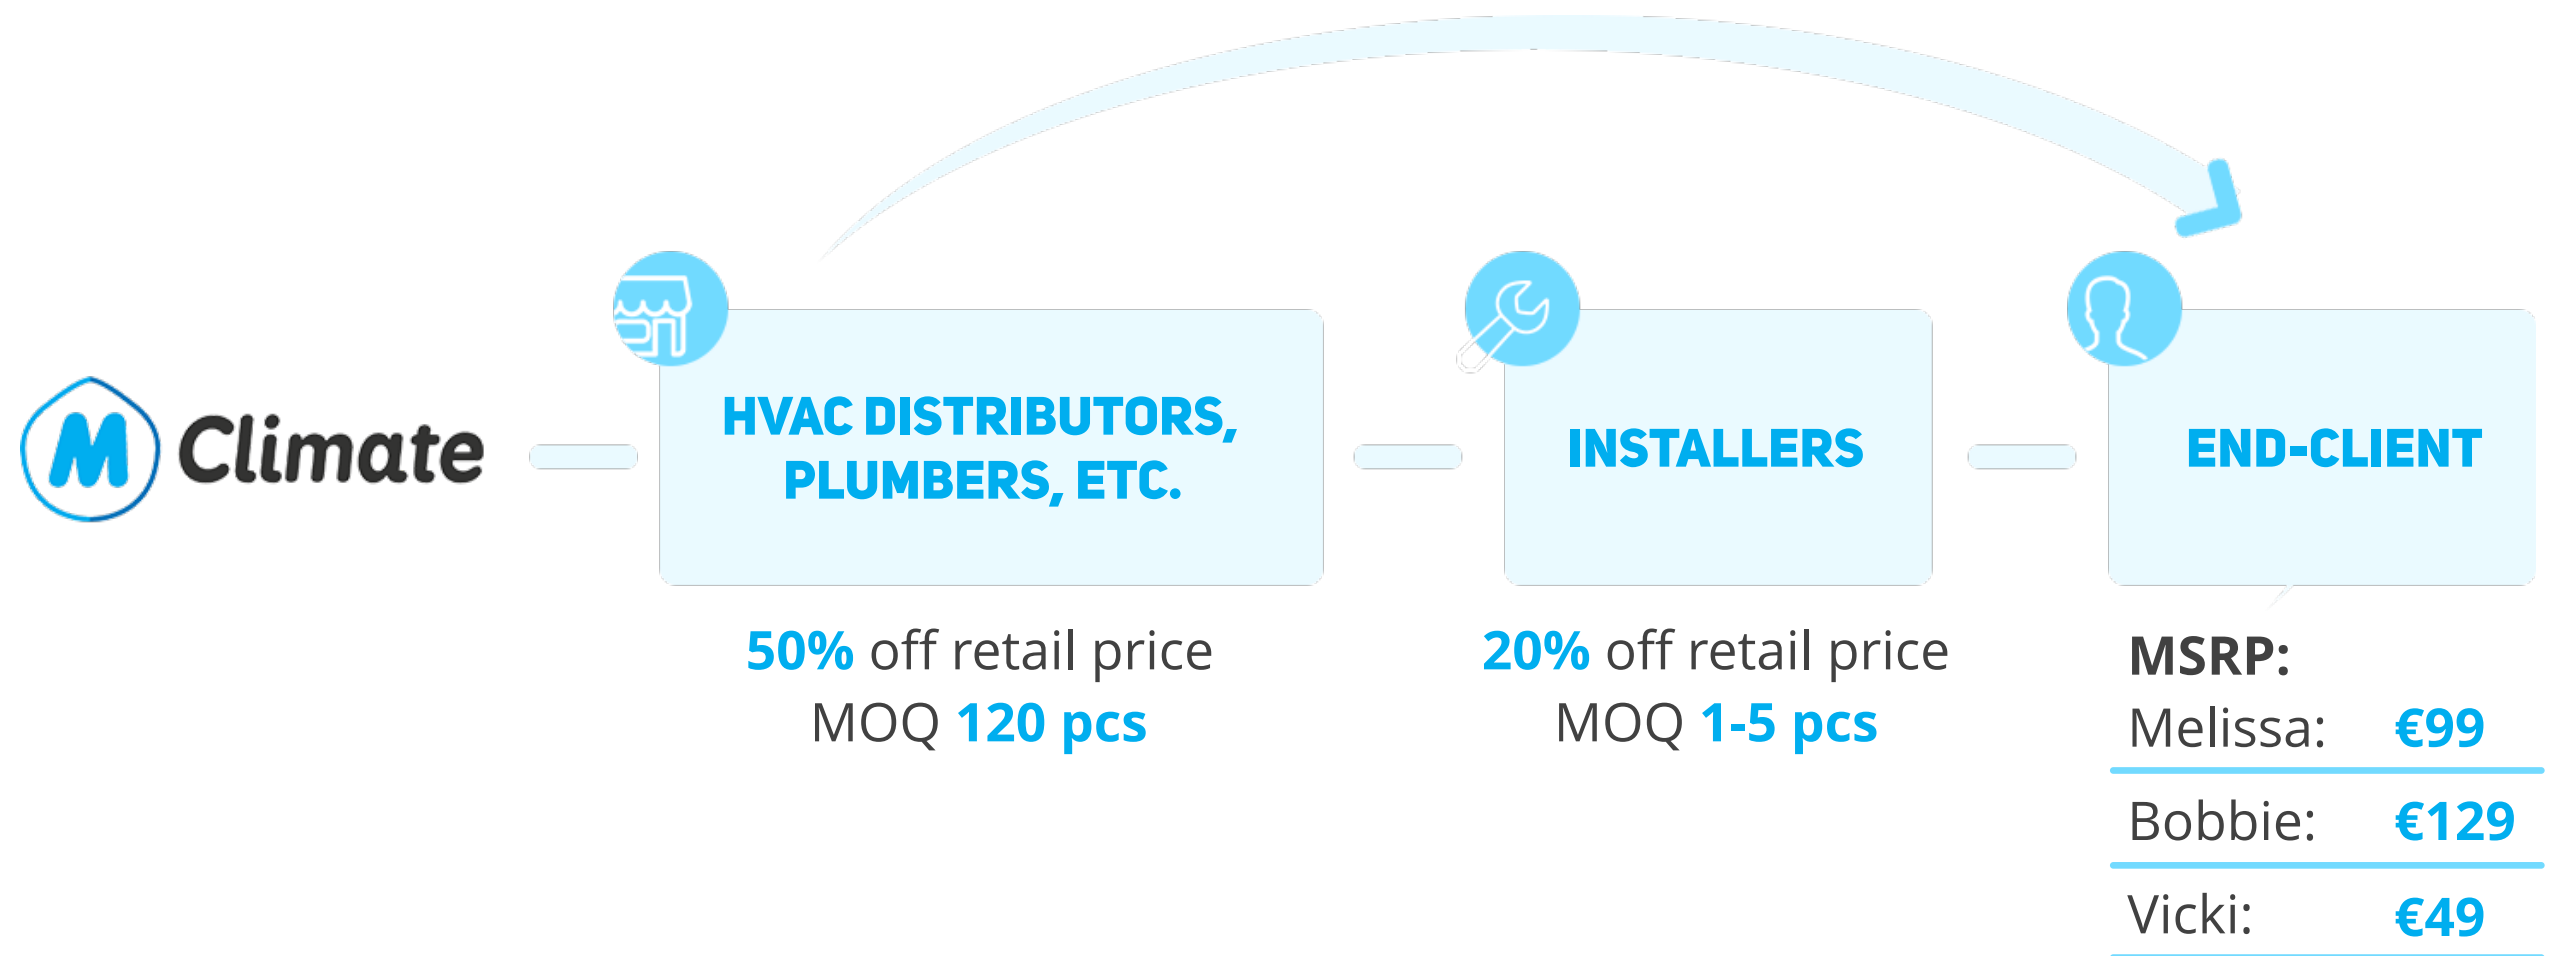 M Climate
HVAC DISTRIBUTORS,
PLUMBERS, ETC.
50% off retail price
MOQ 120 pcs
INSTALLERS
20% off retail price
MOQ 1-5 pcs
END-CLIENT
MSRP:
Melissa: €99
Bobbie: €129
Vicki: €49